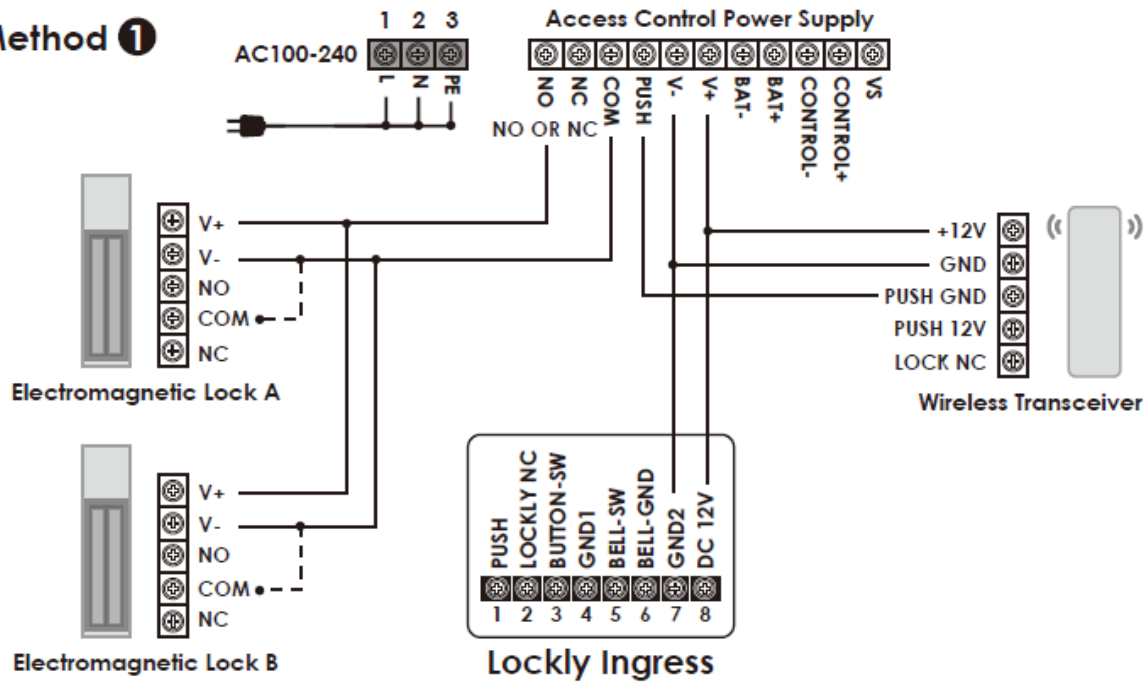 Method 1
1 2 3
AC100-240
L N PE
Access Control Power Supply
NO NC COM PUSH V- V+ BAT- BAT+ CONTROL- CONTROL+ VS
NO OR NC
V+
V-
NO
COM
NC
Electromagnetic Lock A
+12V
GND
PUSH GND
PUSH 12V
LOCK NC
Wireless Transceiver
V+
V-
NO
COM
NC
Electromagnetic Lock B
PUSH
LOCKLY NC
BUTTON-SW
GND1
BELL-SW
BELL-GND
GND2
DC 12V
1 2 3 4 5 6 7 8
Lockly Ingress